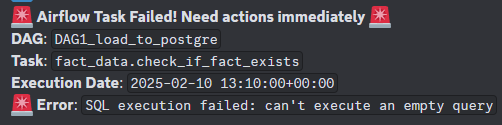 🚨 Airflow Task Failed! Need actions immediately 🚨
DAG: DAG1_load_to_postgre
Task: fact_data.check_if_fact_exists
Execution Date: 2025-02-10 13:10:00+00:00
🚨 Error: SQL execution failed: can't execute an empty query